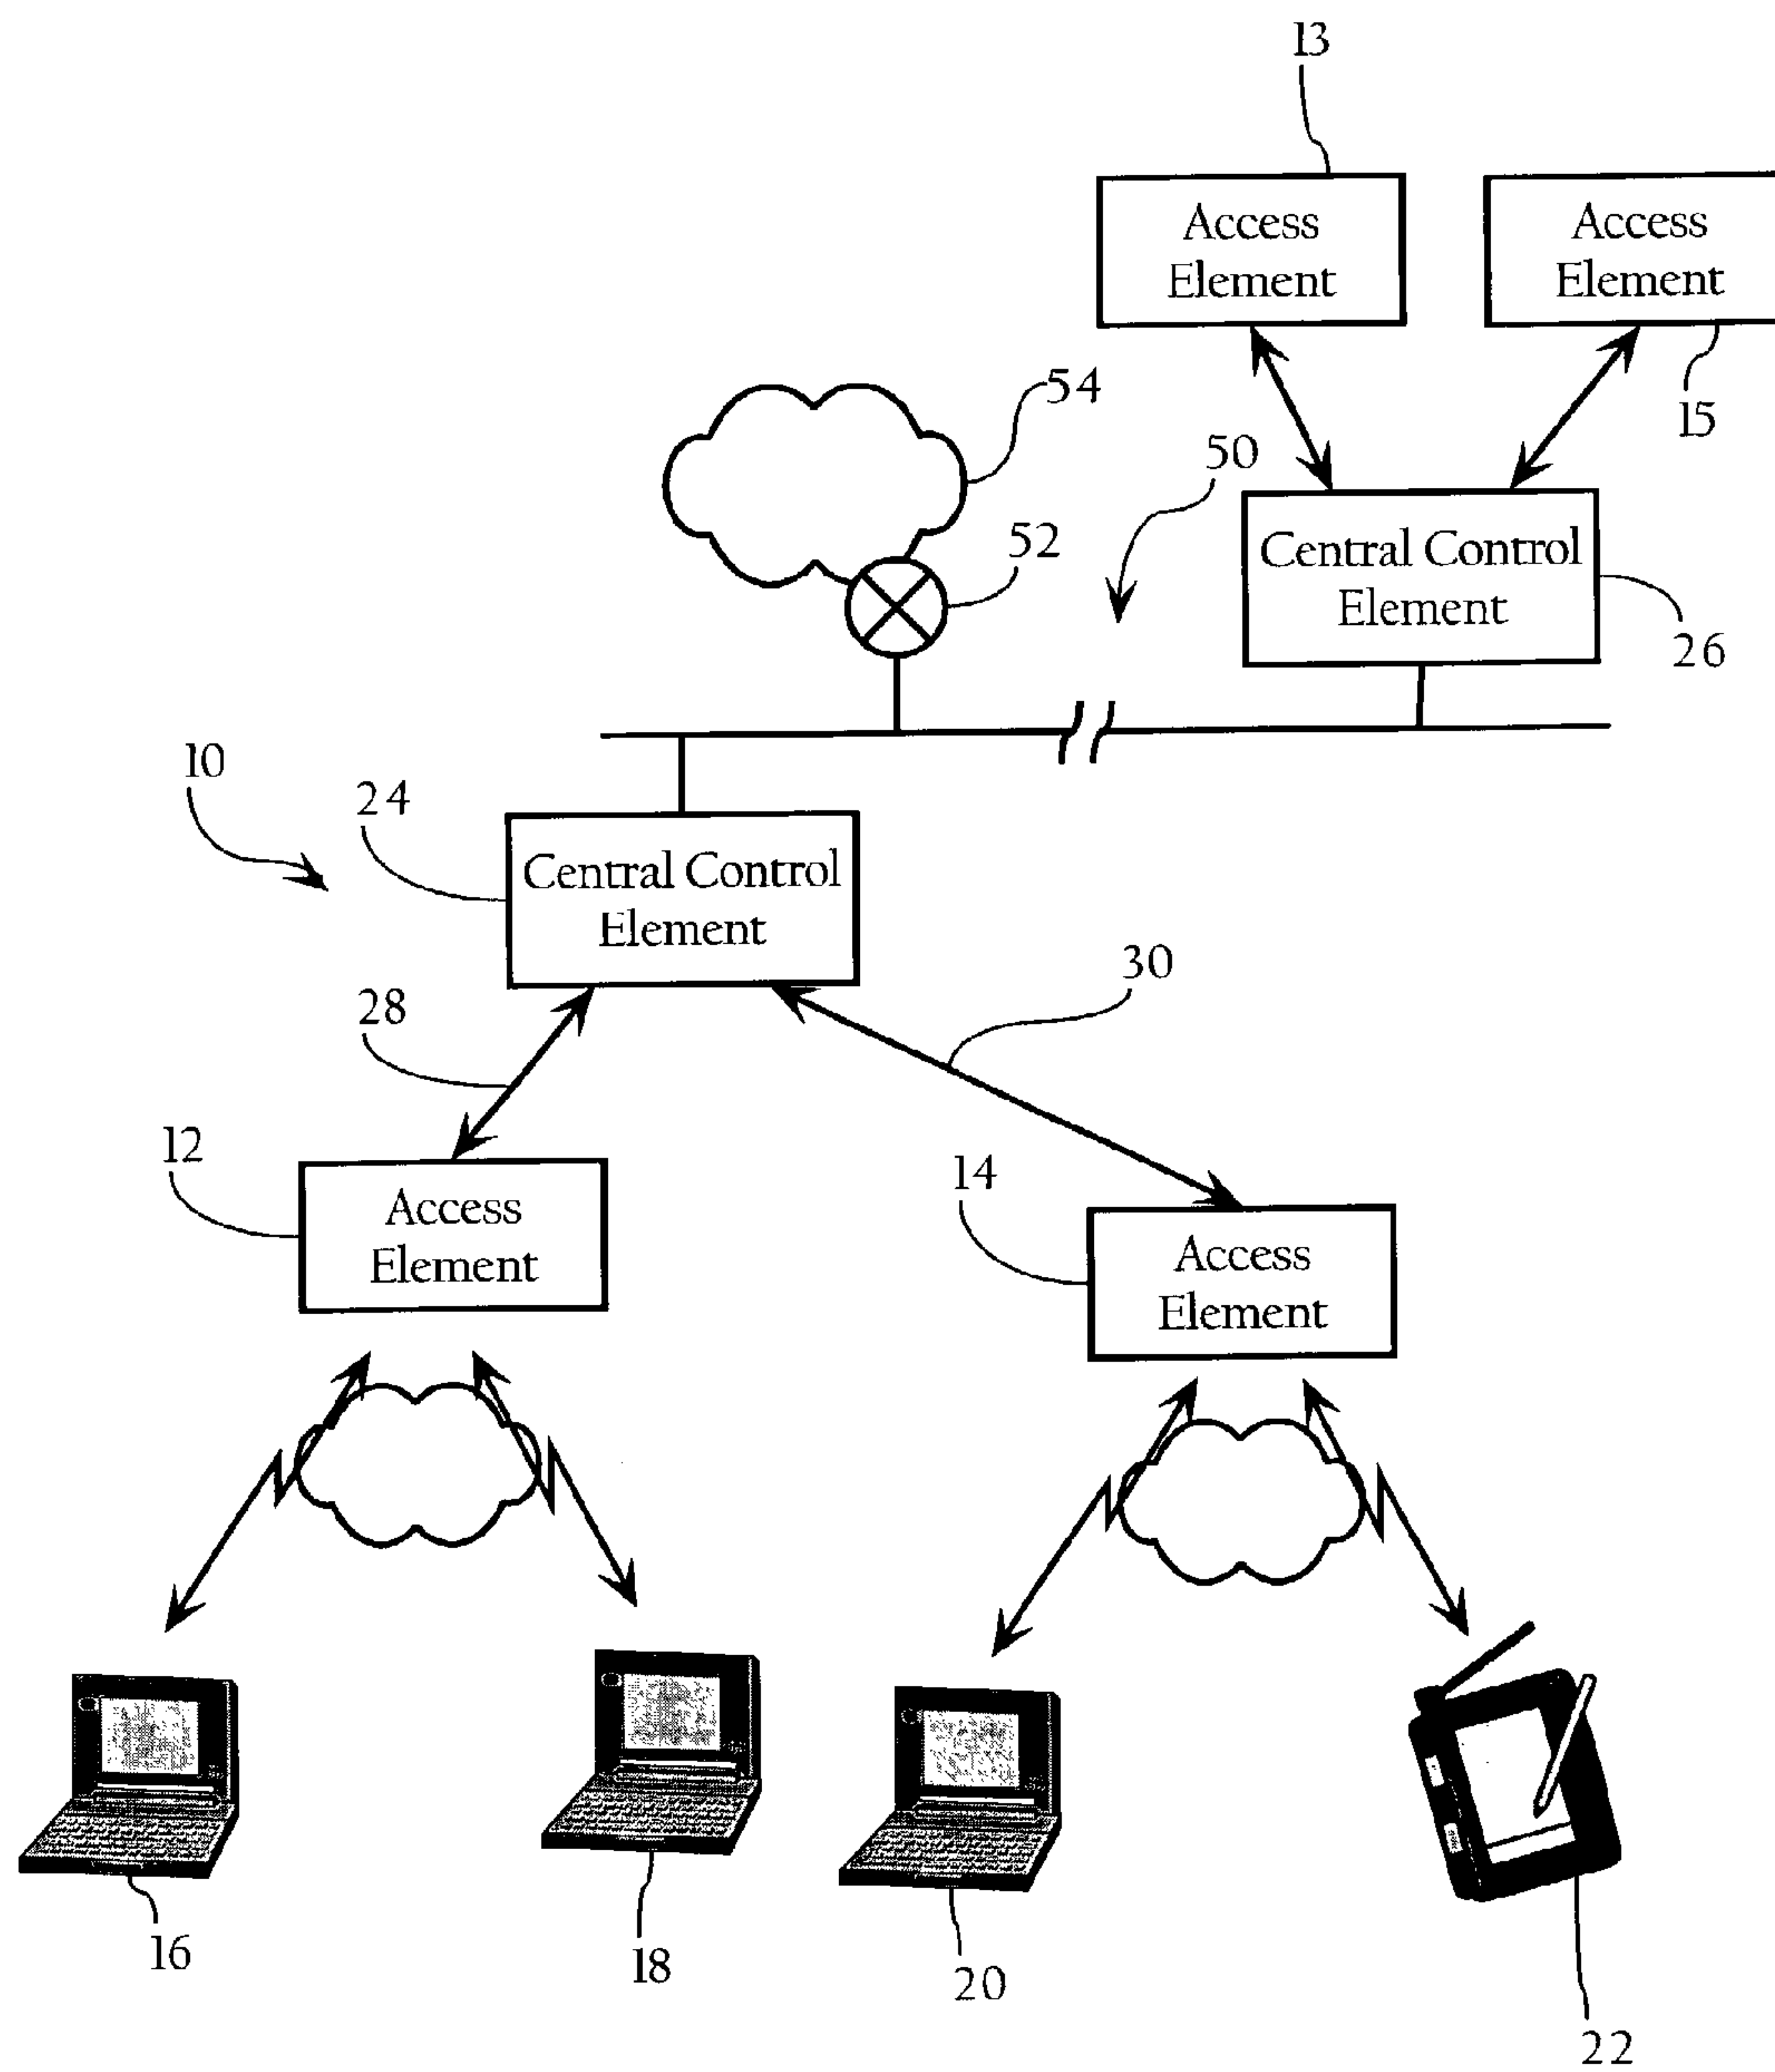 13
Access
Element
Access
Element
54
15
50
52
Central Control
Element
26
10
24
Central Control
Element
30
28
12
14
Access
Element
Access
Element
16
18
20
22